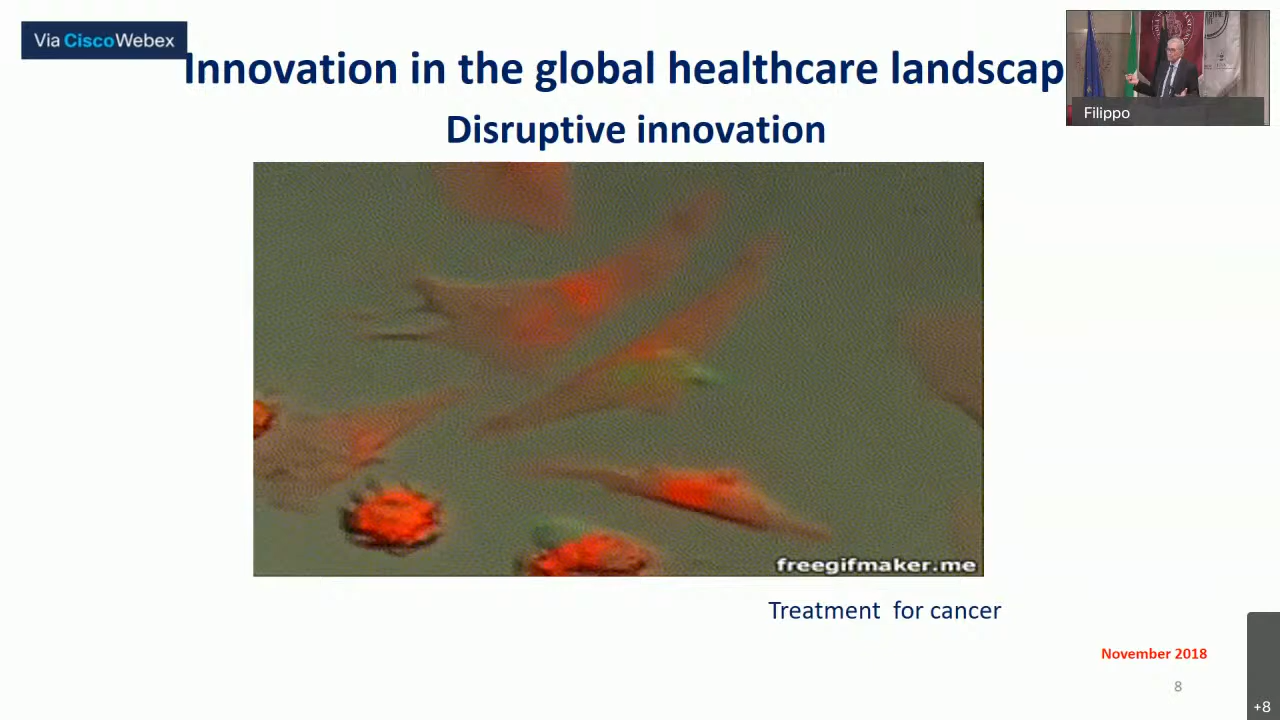 Via CiscoWebex
Innovation in the global healthcare landscap
Disruptive innovation
Filippo
freegifmaker.me
Treatment for cancer
November 2018
8
+8